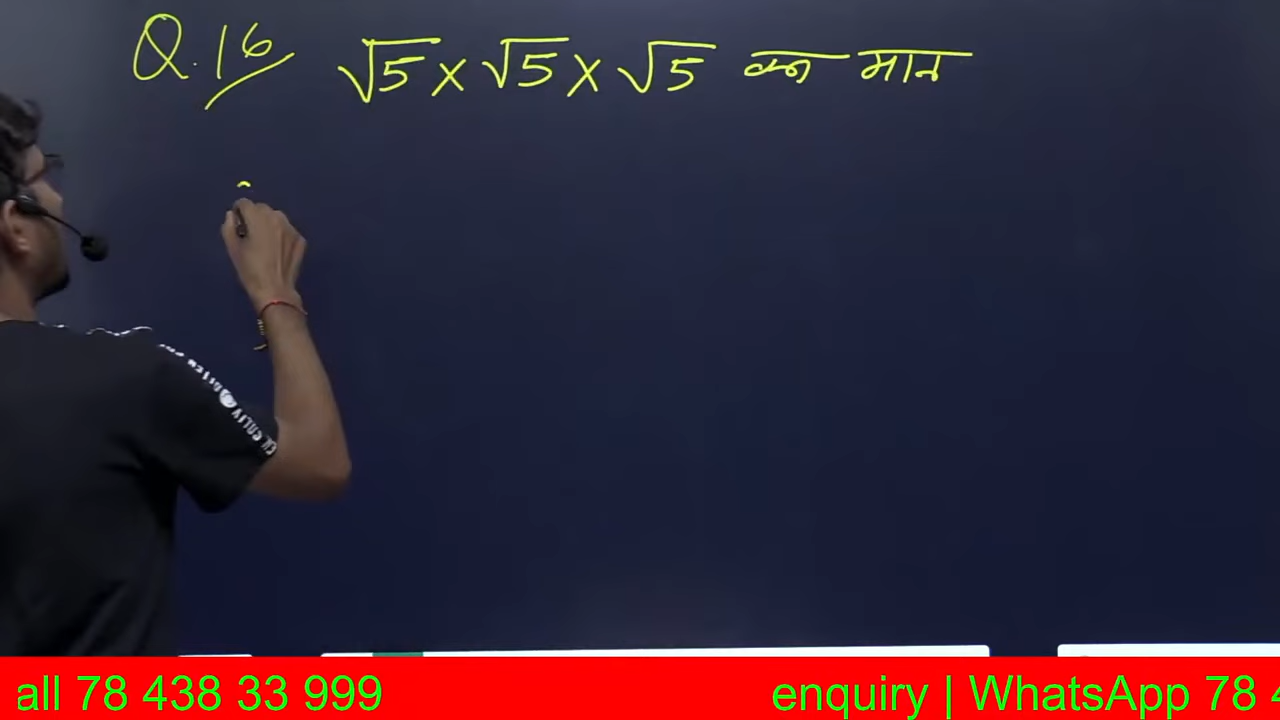 Q.16 √5 x √5 x √5 का मान
all 78 438 33 999 enquiry | WhatsApp 78 4